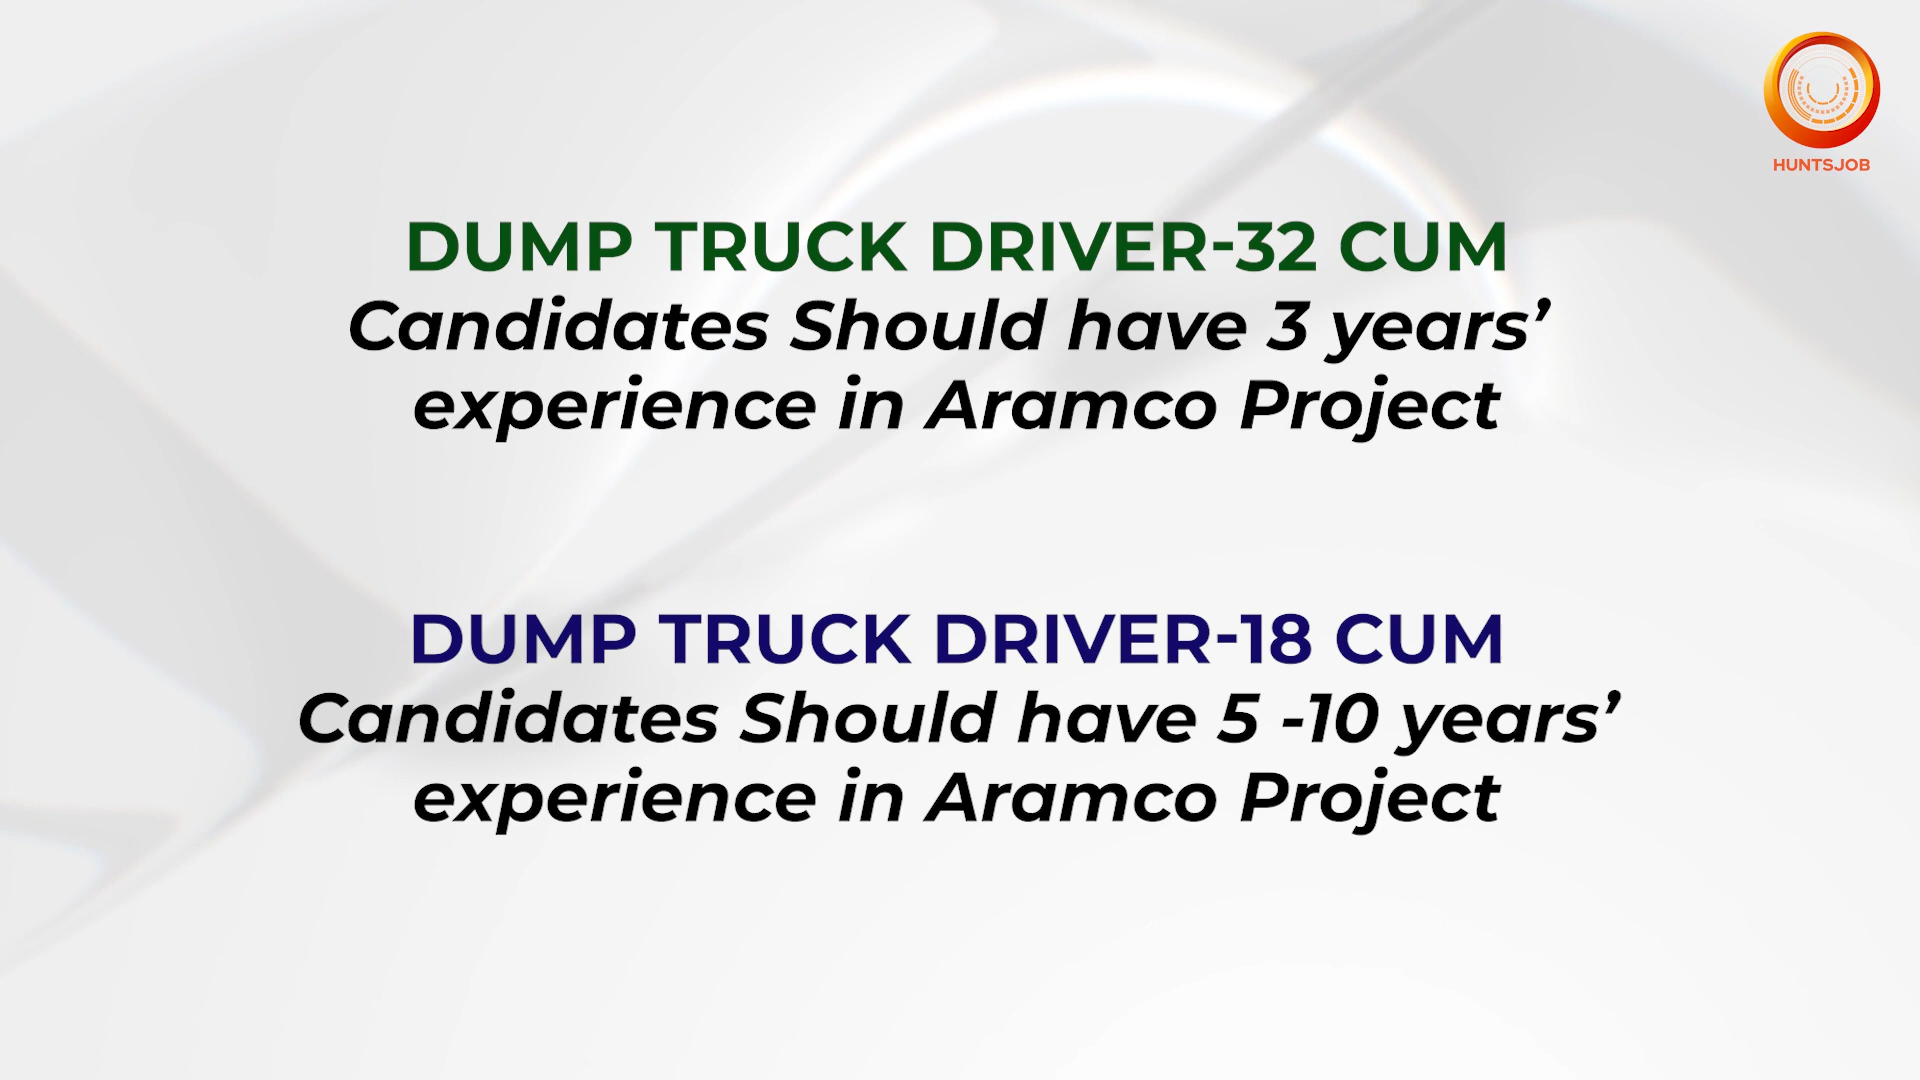 HUNTSJOB
DUMP TRUCK DRIVER-32 CUM
Candidates Should have 3 years’
experience in Aramco Project
DUMP TRUCK DRIVER-18 CUM
Candidates Should have 5 -10 years’
experience in Aramco Project